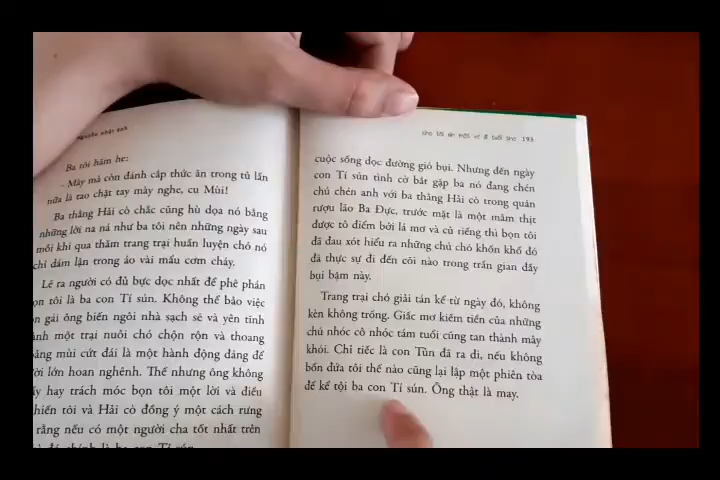 Nguyễn Nhật Ánh
Ba tôi hăm he:
- Mày mà còn đánh cắp thức ăn trong tủ lần
nữa là tao chặt tay mày nghe, cu Mùi!
Ba thằng Hải cò chắc cũng hù dọa nó bằng
những lời na ná như ba tôi nên những ngày sau
mỗi khi qua thăm trang trại huấn luyện chó nó
chỉ dám lận trong áo vài mẩu cơm cháy.
Lẽ ra người có đủ bực dọc nhất để phê phán
bọn tôi là ba con Tí sún. Không thể bảo việc
con gái ông biến ngôi nhà sạch sẽ và yên tĩnh
thành một trại nuôi chó chộn rộn và thoang
mùi cứt đái là một hành động đáng để
lớn hoan nghênh. Thế nhưng ông không
hay trách móc bọn tôi một lời và điều
khiến tôi và Hải cò đồng ý một cách rưng
rằng nếu có một người cha tốt nhất trên
đó chính là ba con Tí sún.
Cho tôi xin một vé đi tuổi thơ 193
cuộc sống dọc đường gió bụi. Nhưng đến ngày
con Tí sún tình cờ bắt gặp ba nó đang chén
chú chén anh với ba thằng Hải cò trong quán
rượu lão Ba Đực, trước mặt là một mâm thịt
được tô điểm bởi lá mơ và củ riềng thì bọn tôi
đã đau xót hiểu ra những chú chó khốn khổ đó
đã thực sự đi đến cõi nào trong trần gian đầy
bụi bặm này.
Trang trại chó giải tán kể từ ngày đó, không
kèn không trống. Giấc mơ kiếm tiền của những
chú nhóc cô nhóc tám tuổi cũng tan thành mây
khói. Chỉ tiếc là con Tủn đã ra đi, nếu không
bốn đứa tôi thế nào cũng lại lập một phiên tòa
để kể tội ba con Tí sún. Ông thật là may.